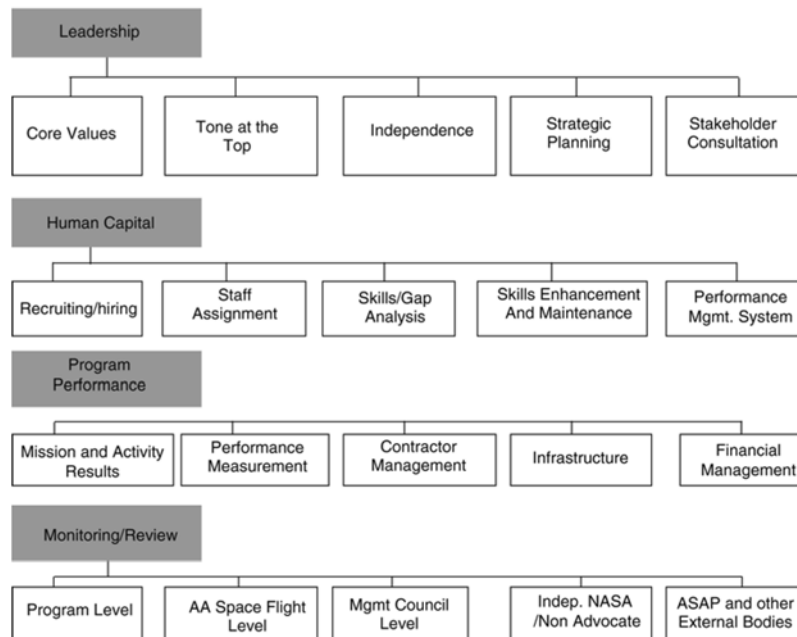 Leadership
Core Values
Tone at the
Top
Independence
Strategic
Planning
Stakeholder
Consultation
Human Capital
Recruiting/hiring
Staff
Assignment
Skills/Gap
Analysis
Skills Enhancement
And Maintenance
Performance
Mgmt. System
Program
Performance
Mission and Activity
Results
Performance
Measurement
Contractor
Management
Infrastructure
Financial
Management
Monitoring/Review
Program Level
AA Space Flight
Level
Mgmt Council
Level
Indep. NASA
/Non Advocate
ASAP and other
External Bodies